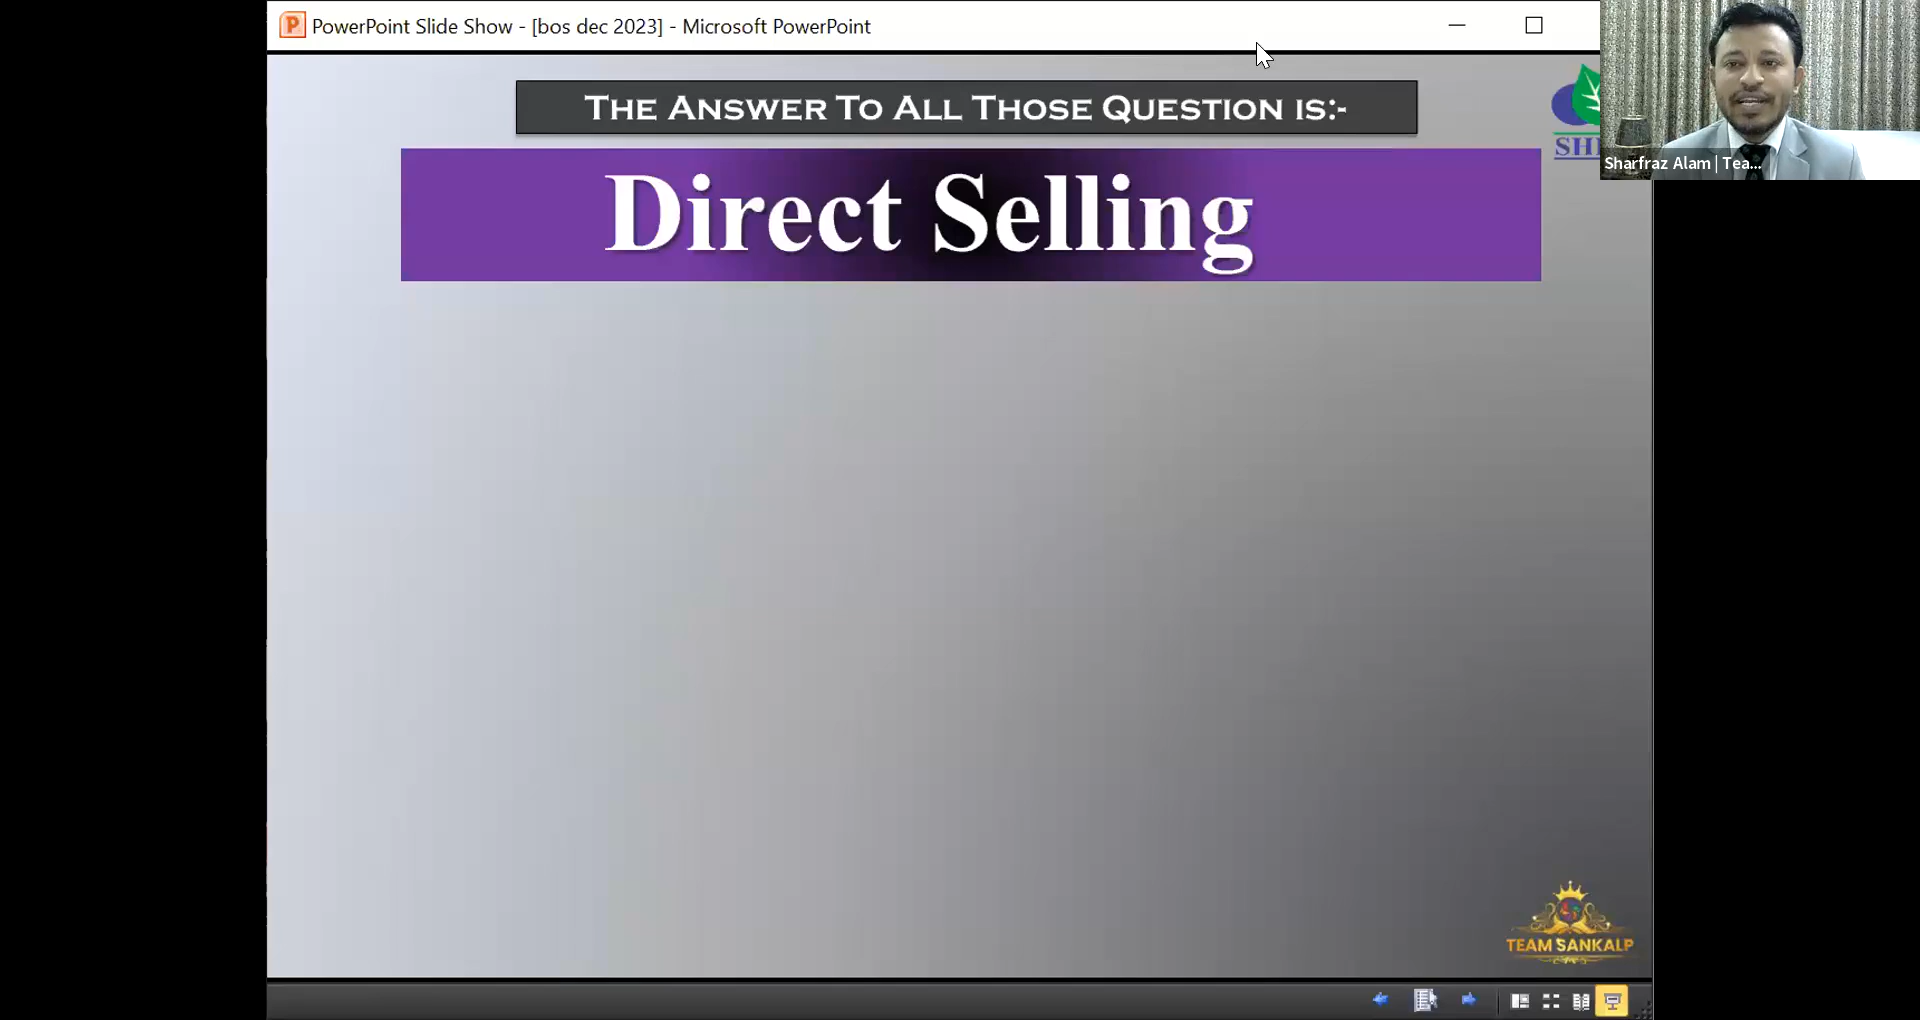 PowerPoint Slide Show - [bos dec 2023] - Microsoft PowerPoint
THE ANSWER TO ALL THOSE QUESTION IS:-
Direct Selling
Sharfraz Alam | Tea...
TEAM SANKALP